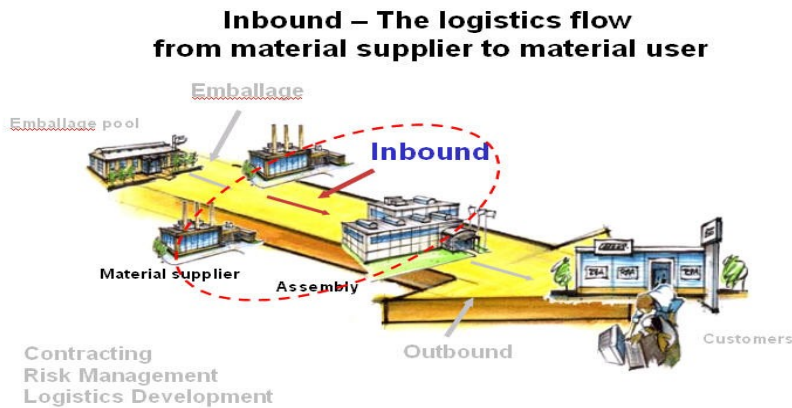 Inbound – The logistics flow
from material supplier to material user
Emballage
Emballage pool
Inbound
Material supplier
Assembly
Outbound
Customers
Contracting
Risk Management
Logistics Development